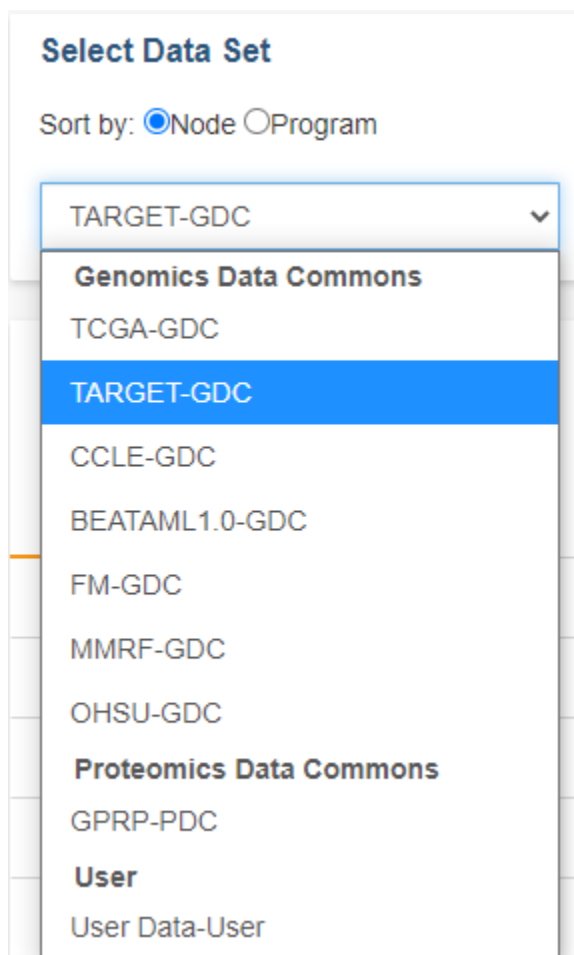 Select Data Set
Sort by: Node Program
TARGET-GDC
Genomics Data Commons
TCGA-GDC
TARGET-GDC
CCLE-GDC
BEATAML1.0-GDC
FM-GDC
MMRF-GDC
OHSU-GDC
Proteomics Data Commons
GPRP-PDC
User
User Data-User